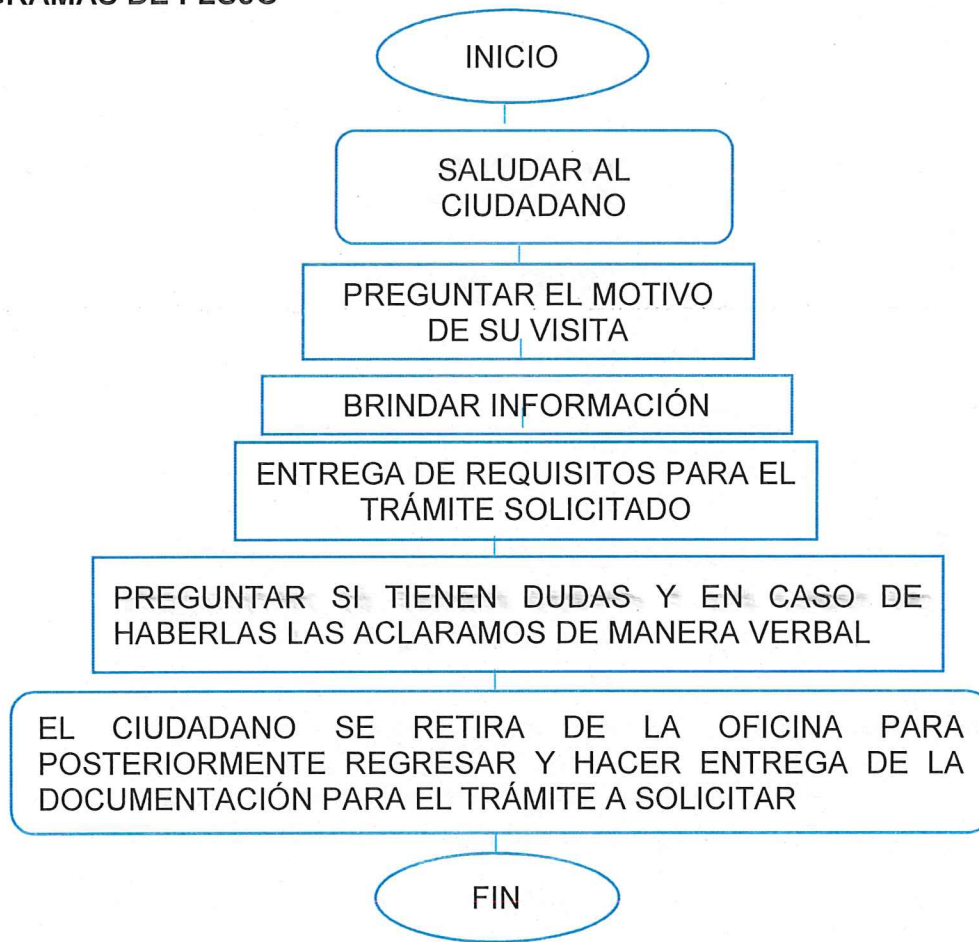 INICIO
SALUDAR AL
CIUDADANO
PREGUNTAR EL MOTIVO
DE SU VISITA
BRINDAR INFORMACIÓN
ENTREGA DE REQUISITOS PARA EL
TRÁMITE SOLICITADO
PREGUNTAR SI TIENEN DUDAS Y EN CASO DE
HABERLAS LAS ACLARAMOS DE MANERA VERBAL
EL CIUDADANO SE RETIRA DE LA OFICINA PARA
POSTERIORMENTE REGRESAR Y HACER ENTREGA DE LA
DOCUMENTACIÓN PARA EL TRÁMITE A SOLICITAR
FIN